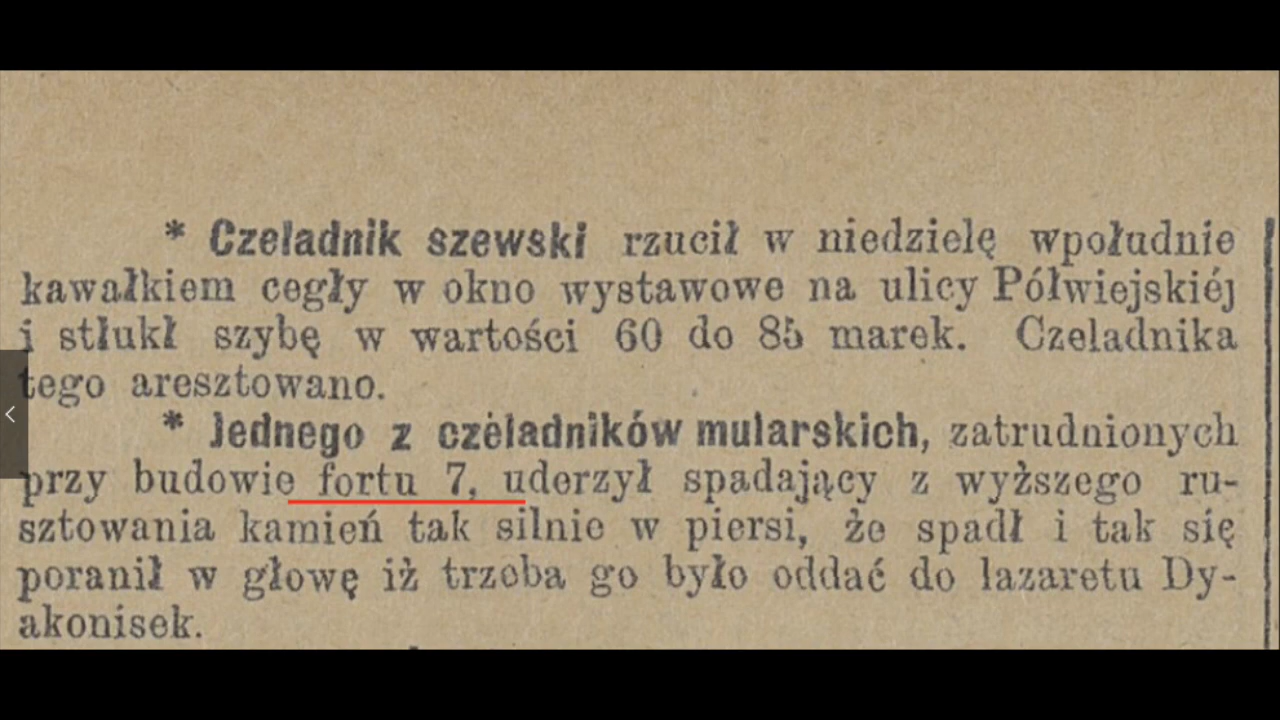 * Czeladnik szewski rzucił w niedzielę wpołudnie
kawałkiem cegły w okno wystawowe na ulicy Półwiejskiéj
i stłukł szybę w wartości 60 do 85 marek. Czeladnika
tego aresztowano.
* Jednego z czeladników mularskich, zatrudnionych
przy budowie fortu 7, uderzył spadający z wyższego ru-
sztowania kamień tak silnie w piersi, że spadł i tak się
poranił w głowę iż trzeba go było oddać do lazaretu Dy-
akonisek.